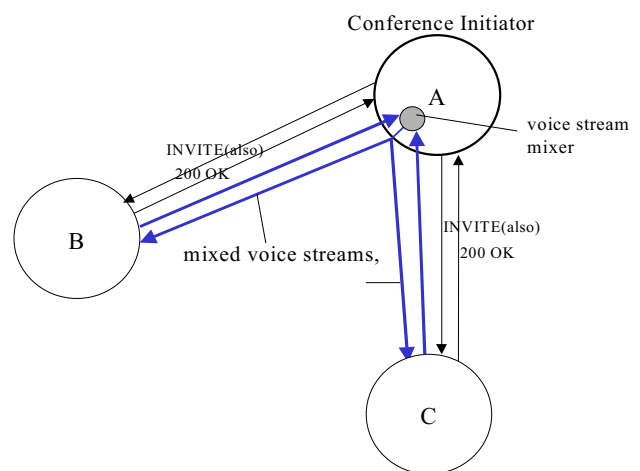 Conference Initiator
A
voice stream
mixer
INVITE(also)
200 OK
B
mixed voice streams,
INVITE(also)
200 OK
C